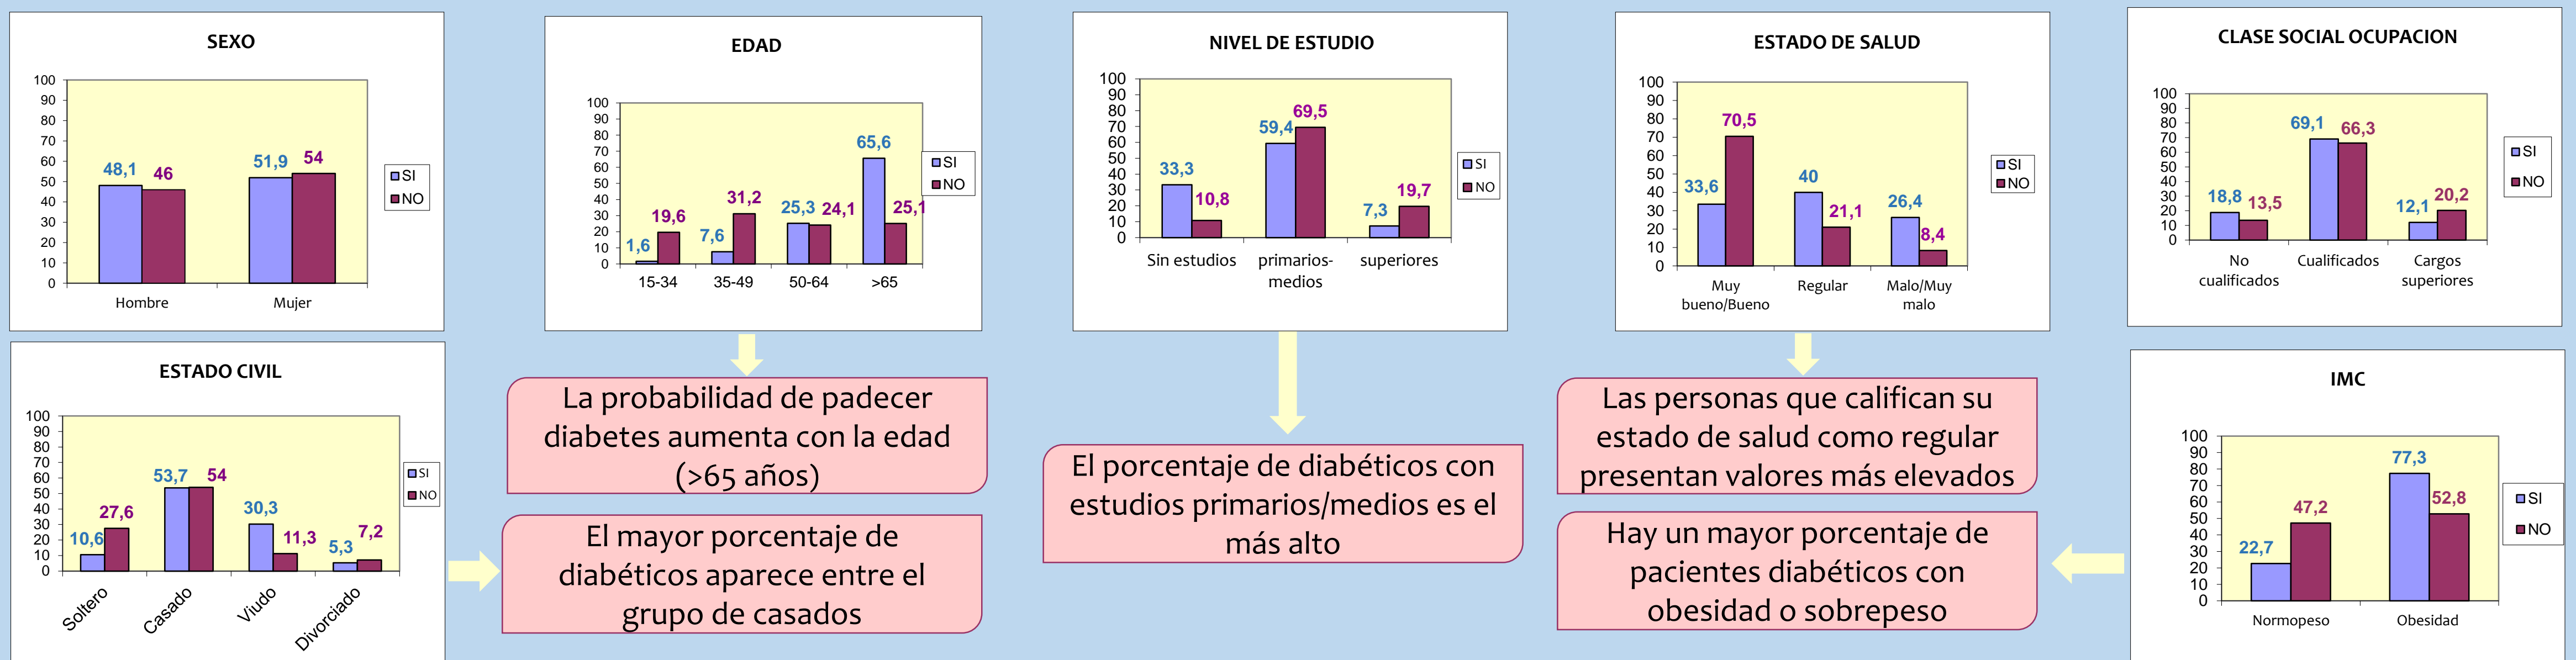 SEXO
100
90
80
70
60
50
40
30
20
10
0
48,1
46
51,9
54
Hombre
Mujer
SI
NO
EDAD
100
90
80
70
60
50
40
30
20
10
0
1,6
19,6
7,6
31,2
25,3
24,1
65,6
25,1
15-34
35-49
50-64
>65
SI
NO
NIVEL DE ESTUDIO
100
90
80
70
60
50
40
30
20
10
0
33,3
10,8
59,4
69,5
7,3
19,7
Sin estudios
primarios-
medios
superiores
SI
NO
ESTADO DE SALUD
100
90
80
70
60
50
40
30
20
10
0
33,6
70,5
40
21,1
26,4
8,4
Muy
bueno/Bueno
Regular
Malo/Muy
malo
SI
NO
CLASE SOCIAL OCUPACION
100
90
80
70
60
50
40
30
20
10
0
18,8
13,5
69,1
66,3
12,1
20,2
No
cualificados
Cualificados
Cargos
superiores
SI
NO
ESTADO CIVIL
100
90
80
70
60
50
40
30
20
10
0
10,6
27,6
53,7
54
30,3
11,3
5,3
7,2
Soltero
Casado
Viudo
Divorciado
SI
NO
La probabilidad de padecer
diabetes aumenta con la edad
(>65 años)
El mayor porcentaje de
diabéticos aparece entre el
grupo de casados
El porcentaje de diabéticos con
estudios primarios/medios es el
más alto
Las personas que califican su
estado de salud como regular
presentan valores más elevados
Hay un mayor porcentaje de
pacientes diabéticos con
obesidad o sobrepeso
IMC
100
90
80
70
60
50
40
30
20
10
0
22,7
47,2
77,3
52,8
Normopeso
Obesidad
SI
NO